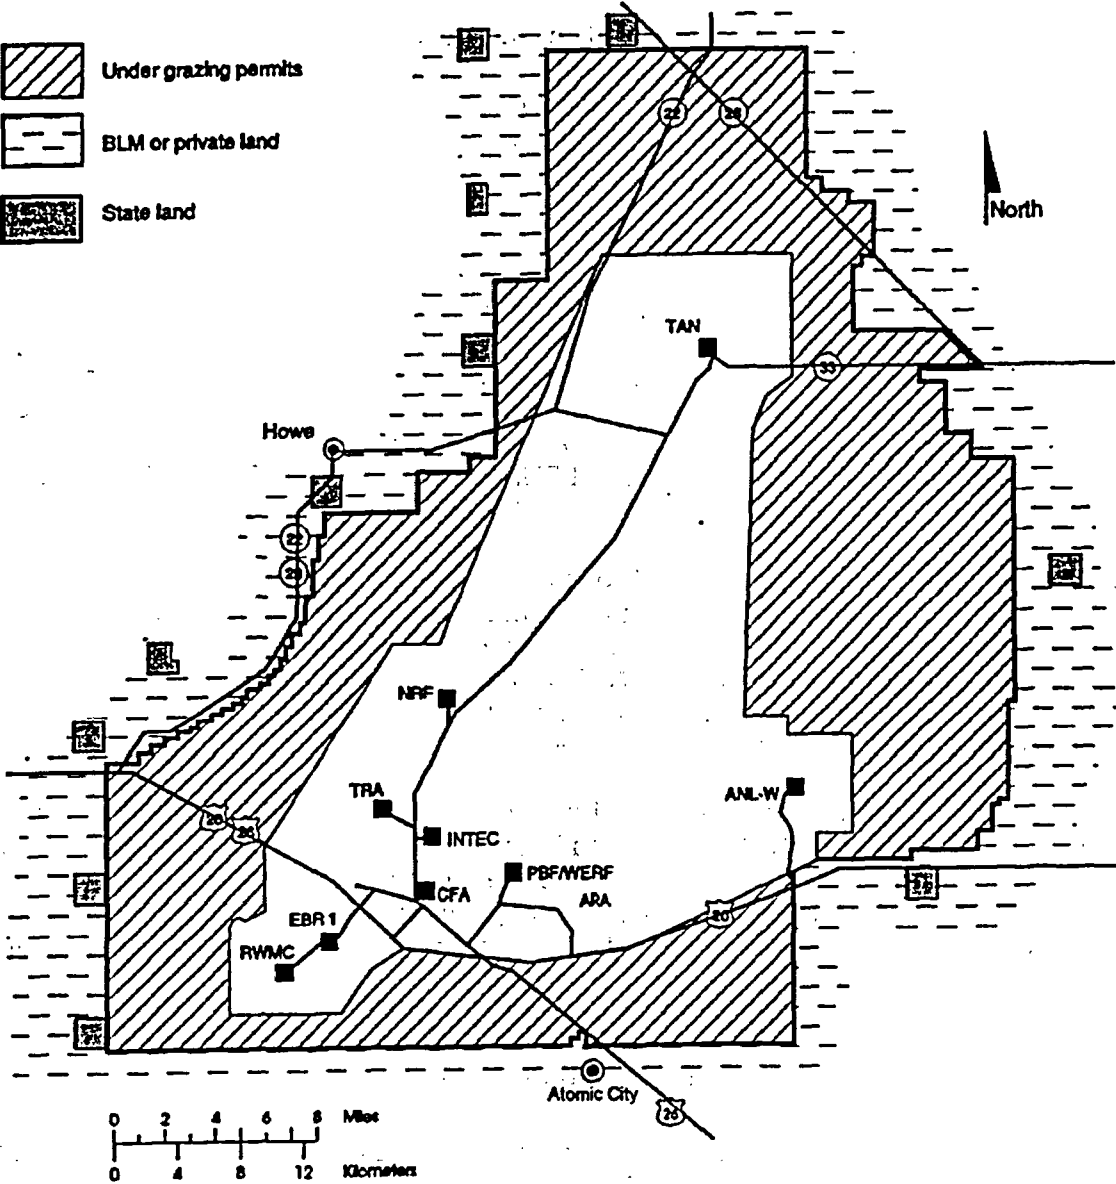 Under grazing permits
BLM or private land
State land
22
28
North
TAN
33
Howe
22
28
NRF
TRA
ANL-W
20
26
INTEC
PBF/WERF
CFA
ARA
EBR 1
20
RWMC
Atomic City
26
0 2 4 6 8 Miles
0 4 8 12 Kilometers